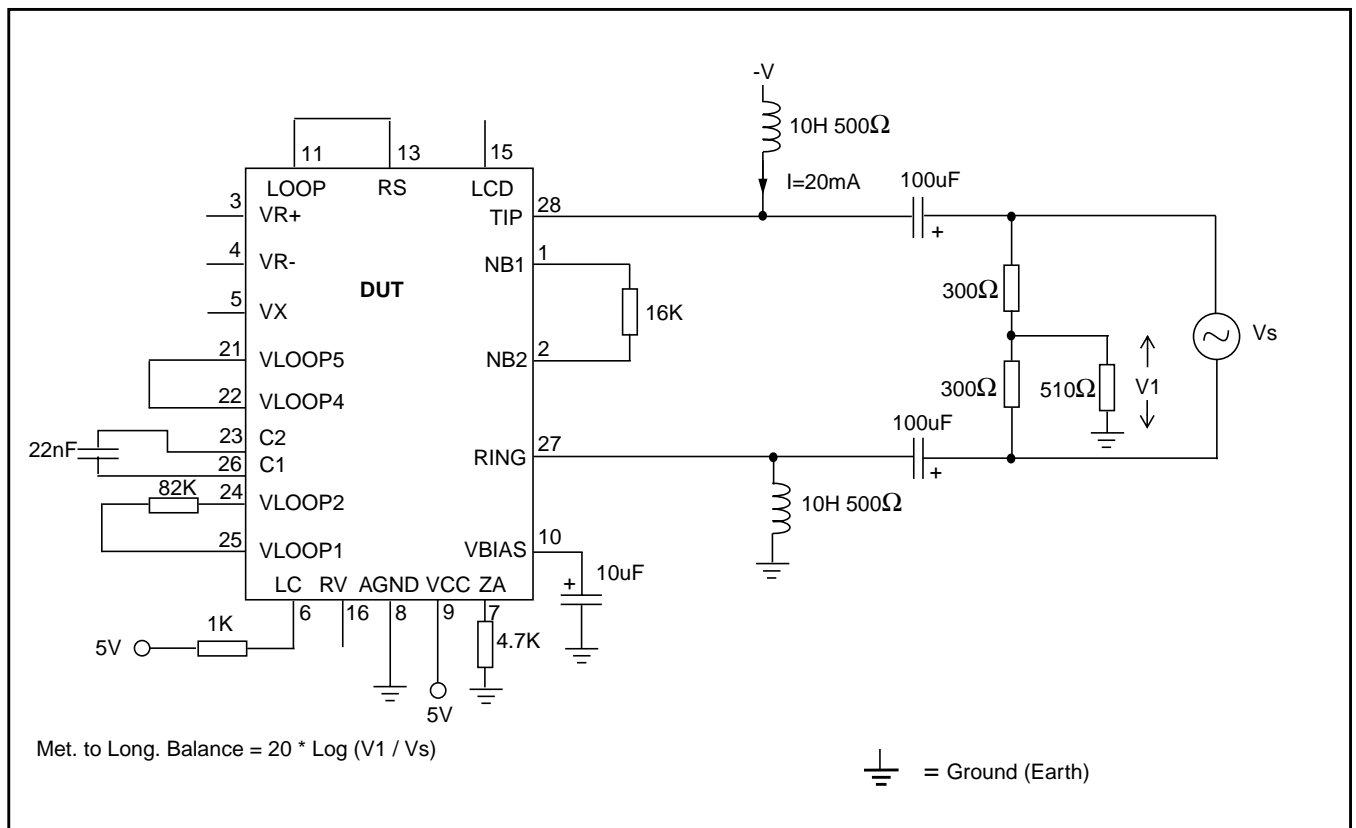 -V
10H 500Ω
I=20mA
100uF
+
11
13
15
LOOP
RS
LCD
3
VR+
TIP
28
4
VR-
NB1
1
DUT
300Ω
5
VX
16K
Vs
21
VLOOP5
NB2
2
300Ω
510Ω
V1
22
VLOOP4
100uF
+
23
C2
22nF
26
C1
RING
27
82K
24
VLOOP2
10H 500Ω
25
VLOOP1
VBIAS
10
+
10uF
LC
RV
AGND
VCC
ZA
6
16
8
9
7
1K
5V
4.7K
5V
Met. to Long. Balance = 20 * Log (V1 / Vs)
= Ground (Earth)